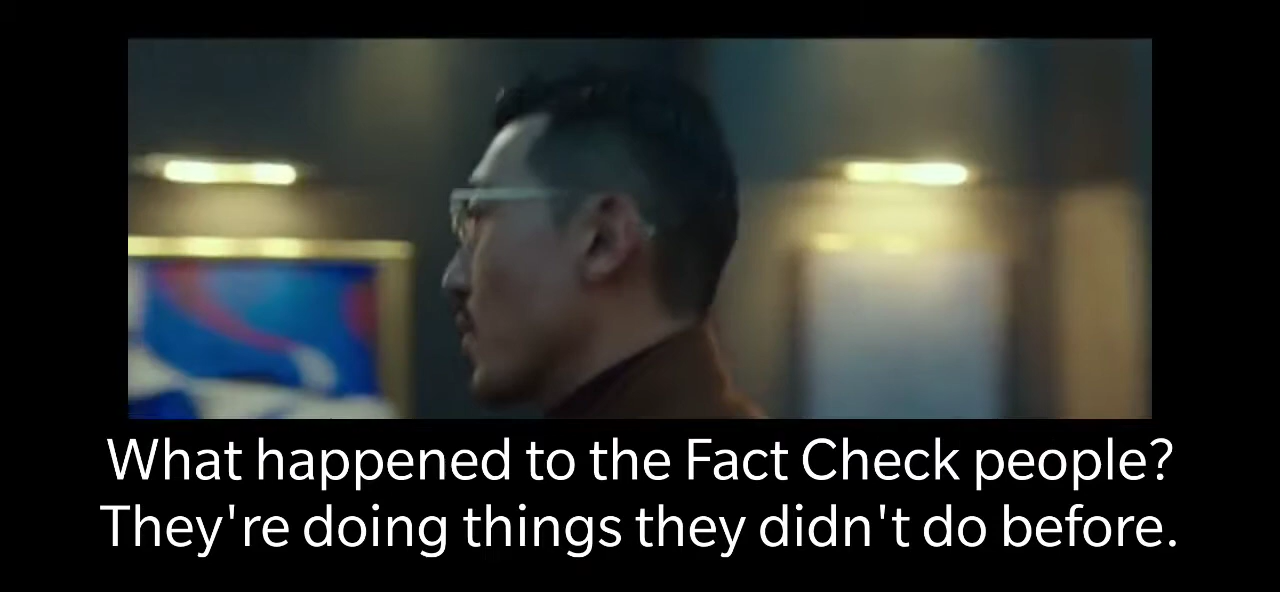 What happened to the Fact Check people?
They're doing things they didn't do before.